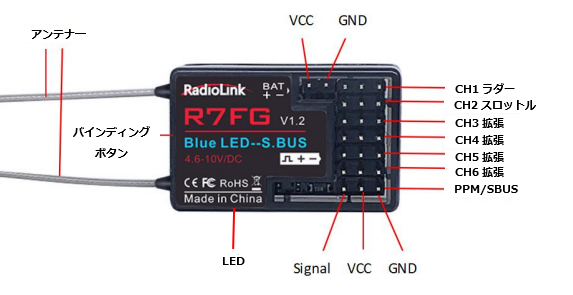 VCC GND
アンテナー
RadioLink BAT
+ -
R7FG V1.2
バインディング
ボタン
Blue LED--S.BUS
4.6-10V/DC
+ -
CE FC RoHS
Made in China
CH1 ラダー
CH2 スロットル
CH3 拡張
CH4 拡張
CH5 拡張
CH6 拡張
PPM/SBUS
LED
Signal VCC GND